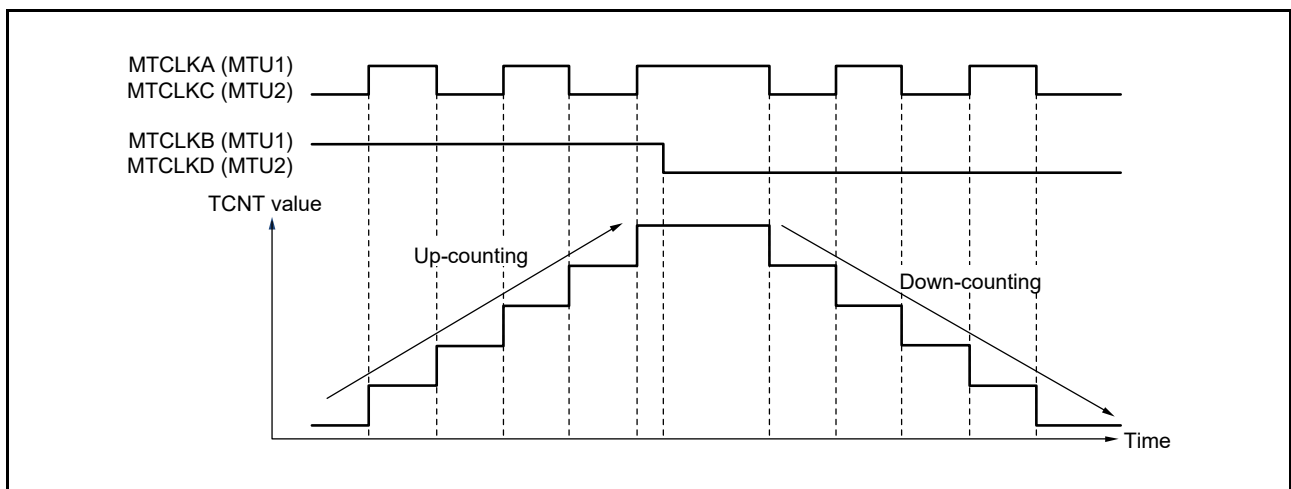 MTCLKA (MTU1)
MTCLKC (MTU2)
MTCLKB (MTU1)
MTCLKD (MTU2)
TCNT value
Up-counting
Down-counting
Time